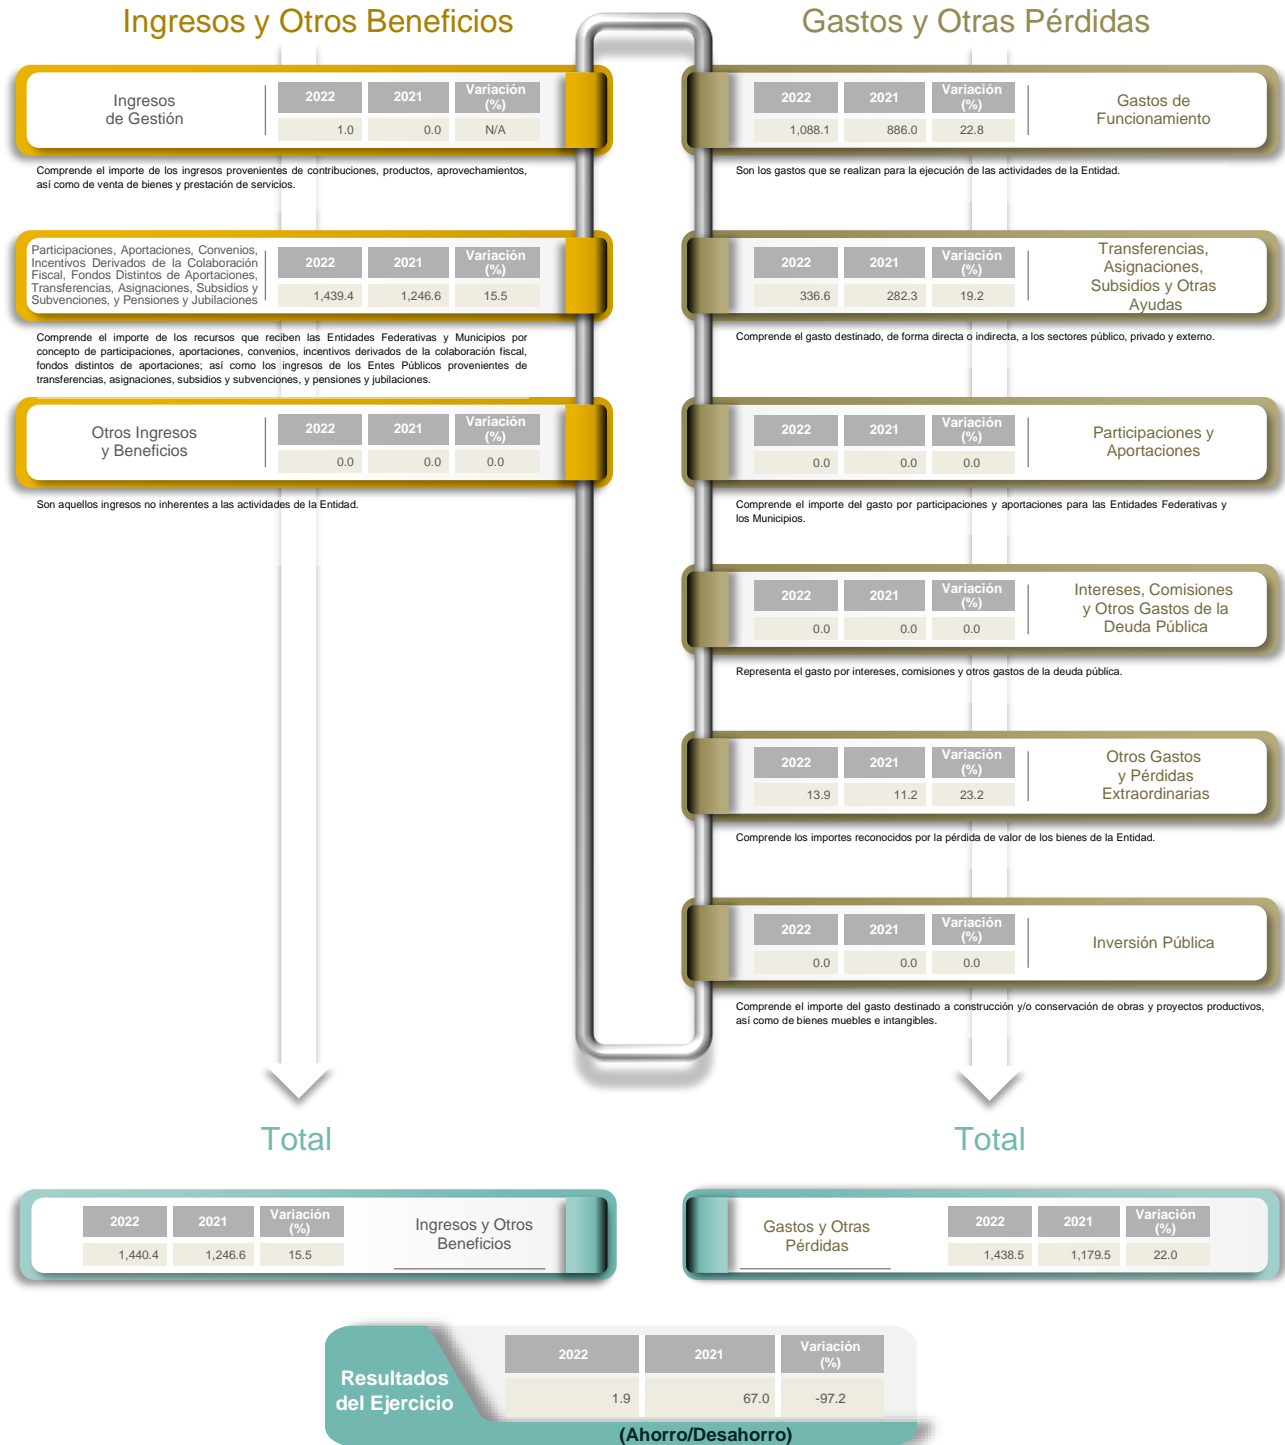 Ingresos y Otros Beneficios
Ingresos
de Gestión
2022 2021 Variación (%)
1.0 0.0 N/A
Comprende el importe de los ingresos provenientes de contribuciones, productos, aprovechamientos,
así como de venta de bienes y prestación de servicios.
Participaciones, Aportaciones, Convenios,
Incentivos Derivados de la Colaboración
Fiscal, Fondos Distintos de Aportaciones,
Transferencias, Asignaciones, Subsidios y
Subvenciones, y Pensiones y Jubilaciones
2022 2021 Variación (%)
1,439.4 1,246.6 15.5
Comprende el importe de los recursos que reciben las Entidades Federativas y Municipios por
concepto de participaciones, aportaciones, convenios, incentivos derivados de la colaboración fiscal,
fondos distintos de aportaciones; así como los ingresos de los Entes Públicos provenientes de
transferencias, asignaciones, subsidios y subvenciones, y pensiones y jubilaciones.
Otros Ingresos
y Beneficios
2022 2021 Variación (%)
0.0 0.0 0.0
Son aquellos ingresos no inherentes a las actividades de la Entidad.
Gastos y Otras Pérdidas
2022 2021 Variación (%)
1,088.1 886.0 22.8
Gastos de
Funcionamiento
Son los gastos que se realizan para la ejecución de las actividades de la Entidad.
2022 2021 Variación (%)
336.6 282.3 19.2
Transferencias,
Asignaciones,
Subsidios y Otras
Ayudas
Comprende el gasto destinado, de forma directa o indirecta, a los sectores público, privado y externo.
2022 2021 Variación (%)
0.0 0.0 0.0
Participaciones y
Aportaciones
Comprende el importe del gasto por participaciones y aportaciones para las Entidades Federativas y
los Municipios.
2022 2021 Variación (%)
0.0 0.0 0.0
Intereses, Comisiones
y Otros Gastos de la
Deuda Pública
Representa el gasto por intereses, comisiones y otros gastos de la deuda pública.
2022 2021 Variación (%)
13.9 11.2 23.2
Otros Gastos
y Pérdidas
Extraordinarias
Comprende los importes reconocidos por la pérdida de valor de los bienes de la Entidad.
2022 2021 Variación (%)
0.0 0.0 0.0
Inversión Pública
Comprende el importe del gasto destinado a construcción y/o conservación de obras y proyectos productivos,
así como de bienes muebles e intangibles.
Total
2022 2021 Variación (%)
1,440.4 1,246.6 15.5
Ingresos y Otros
Beneficios
Total
Gastos y Otras
Pérdidas
2022 2021 Variación (%)
1,438.5 1,179.5 22.0
Resultados
del Ejercicio
2022 2021 Variación (%)
1.9 67.0 -97.2
(Ahorro/Desahorro)